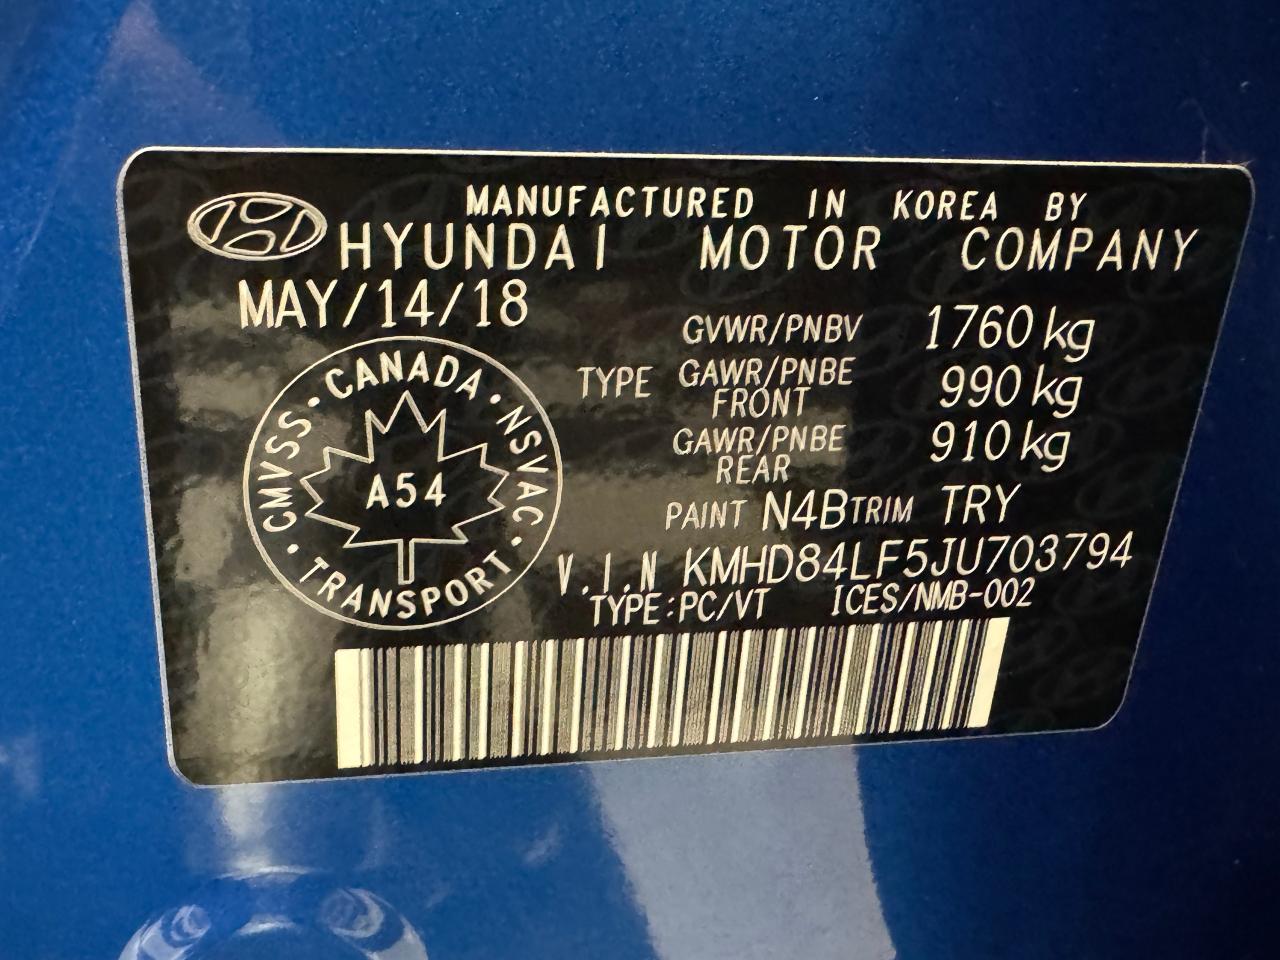 MANUFACTURED IN KOREA BY
HYUNDAI MOTOR COMPANY
MAY/14/18
GVWR/PNBV 1760 kg
TYPE GAWR/PNBE FRONT 990 kg
GAWR/PNBE REAR 910 kg
PAINT N4B TRIM TRY
V.I.N KMHD84LF5JU703794
TYPE:PC/VT ICES/NMB-002
CANADA • NSVAC • TRANSPORT • CMVSS •
A54